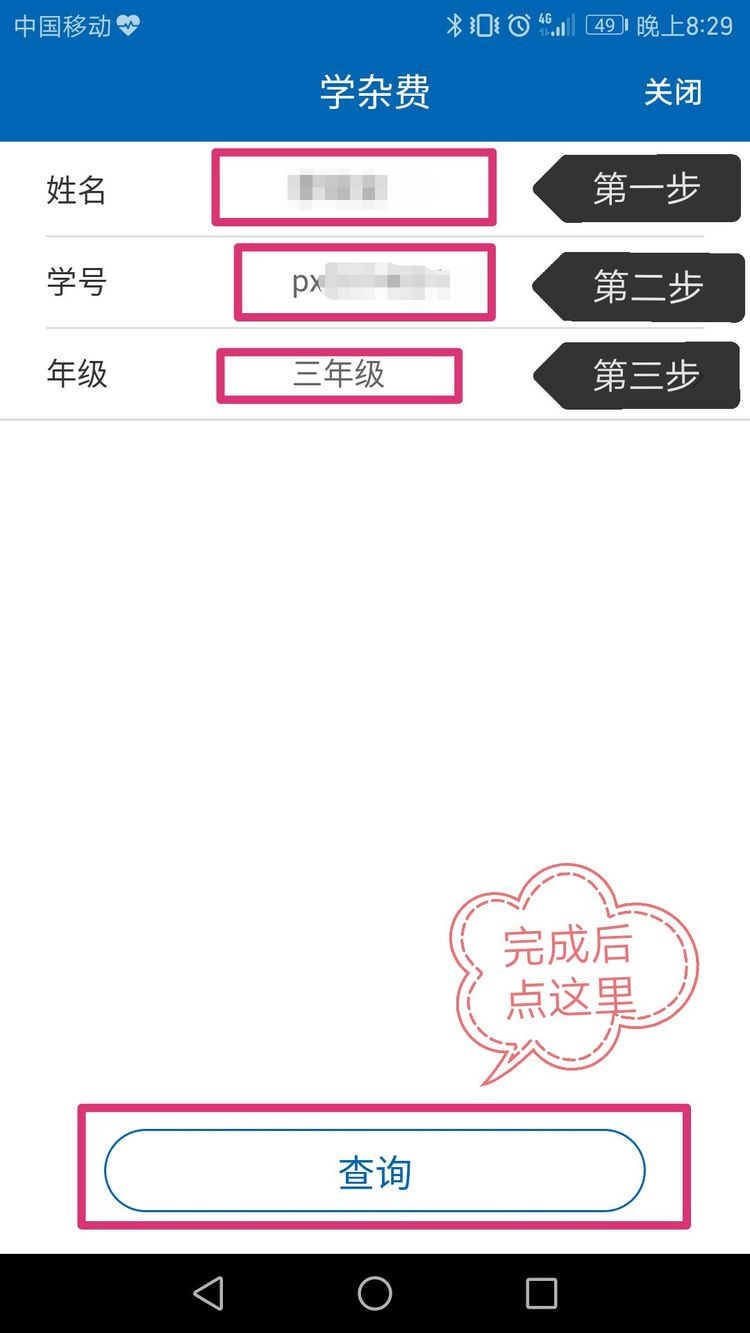 中国移动 4G 49 晚上8:29
学杂费 关闭
姓名 第一步
学号 px 第二步
年级 三年级 第三步
完成后
点这里
查询